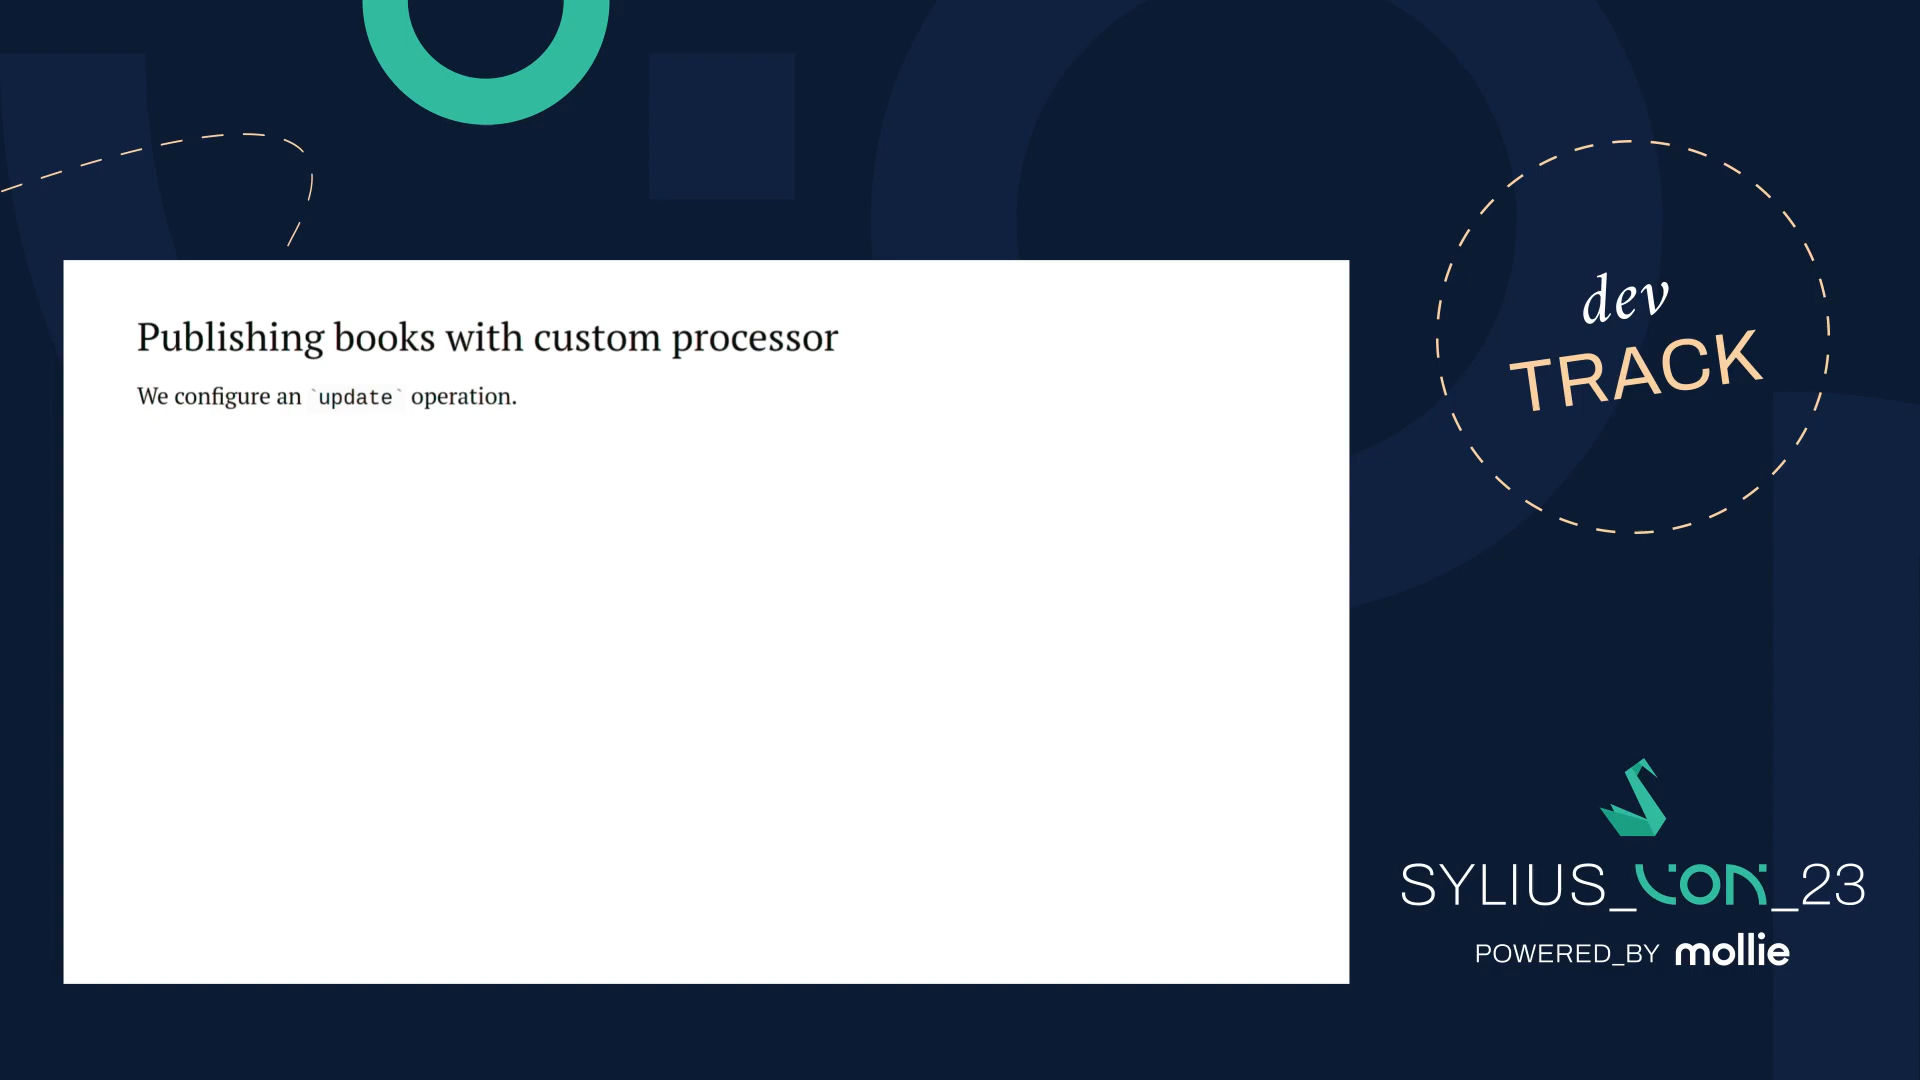 Publishing books with custom processor
We configure an `update` operation.
dev
TRACK
SYLIUS_CON_23
POWERED_BY mollie